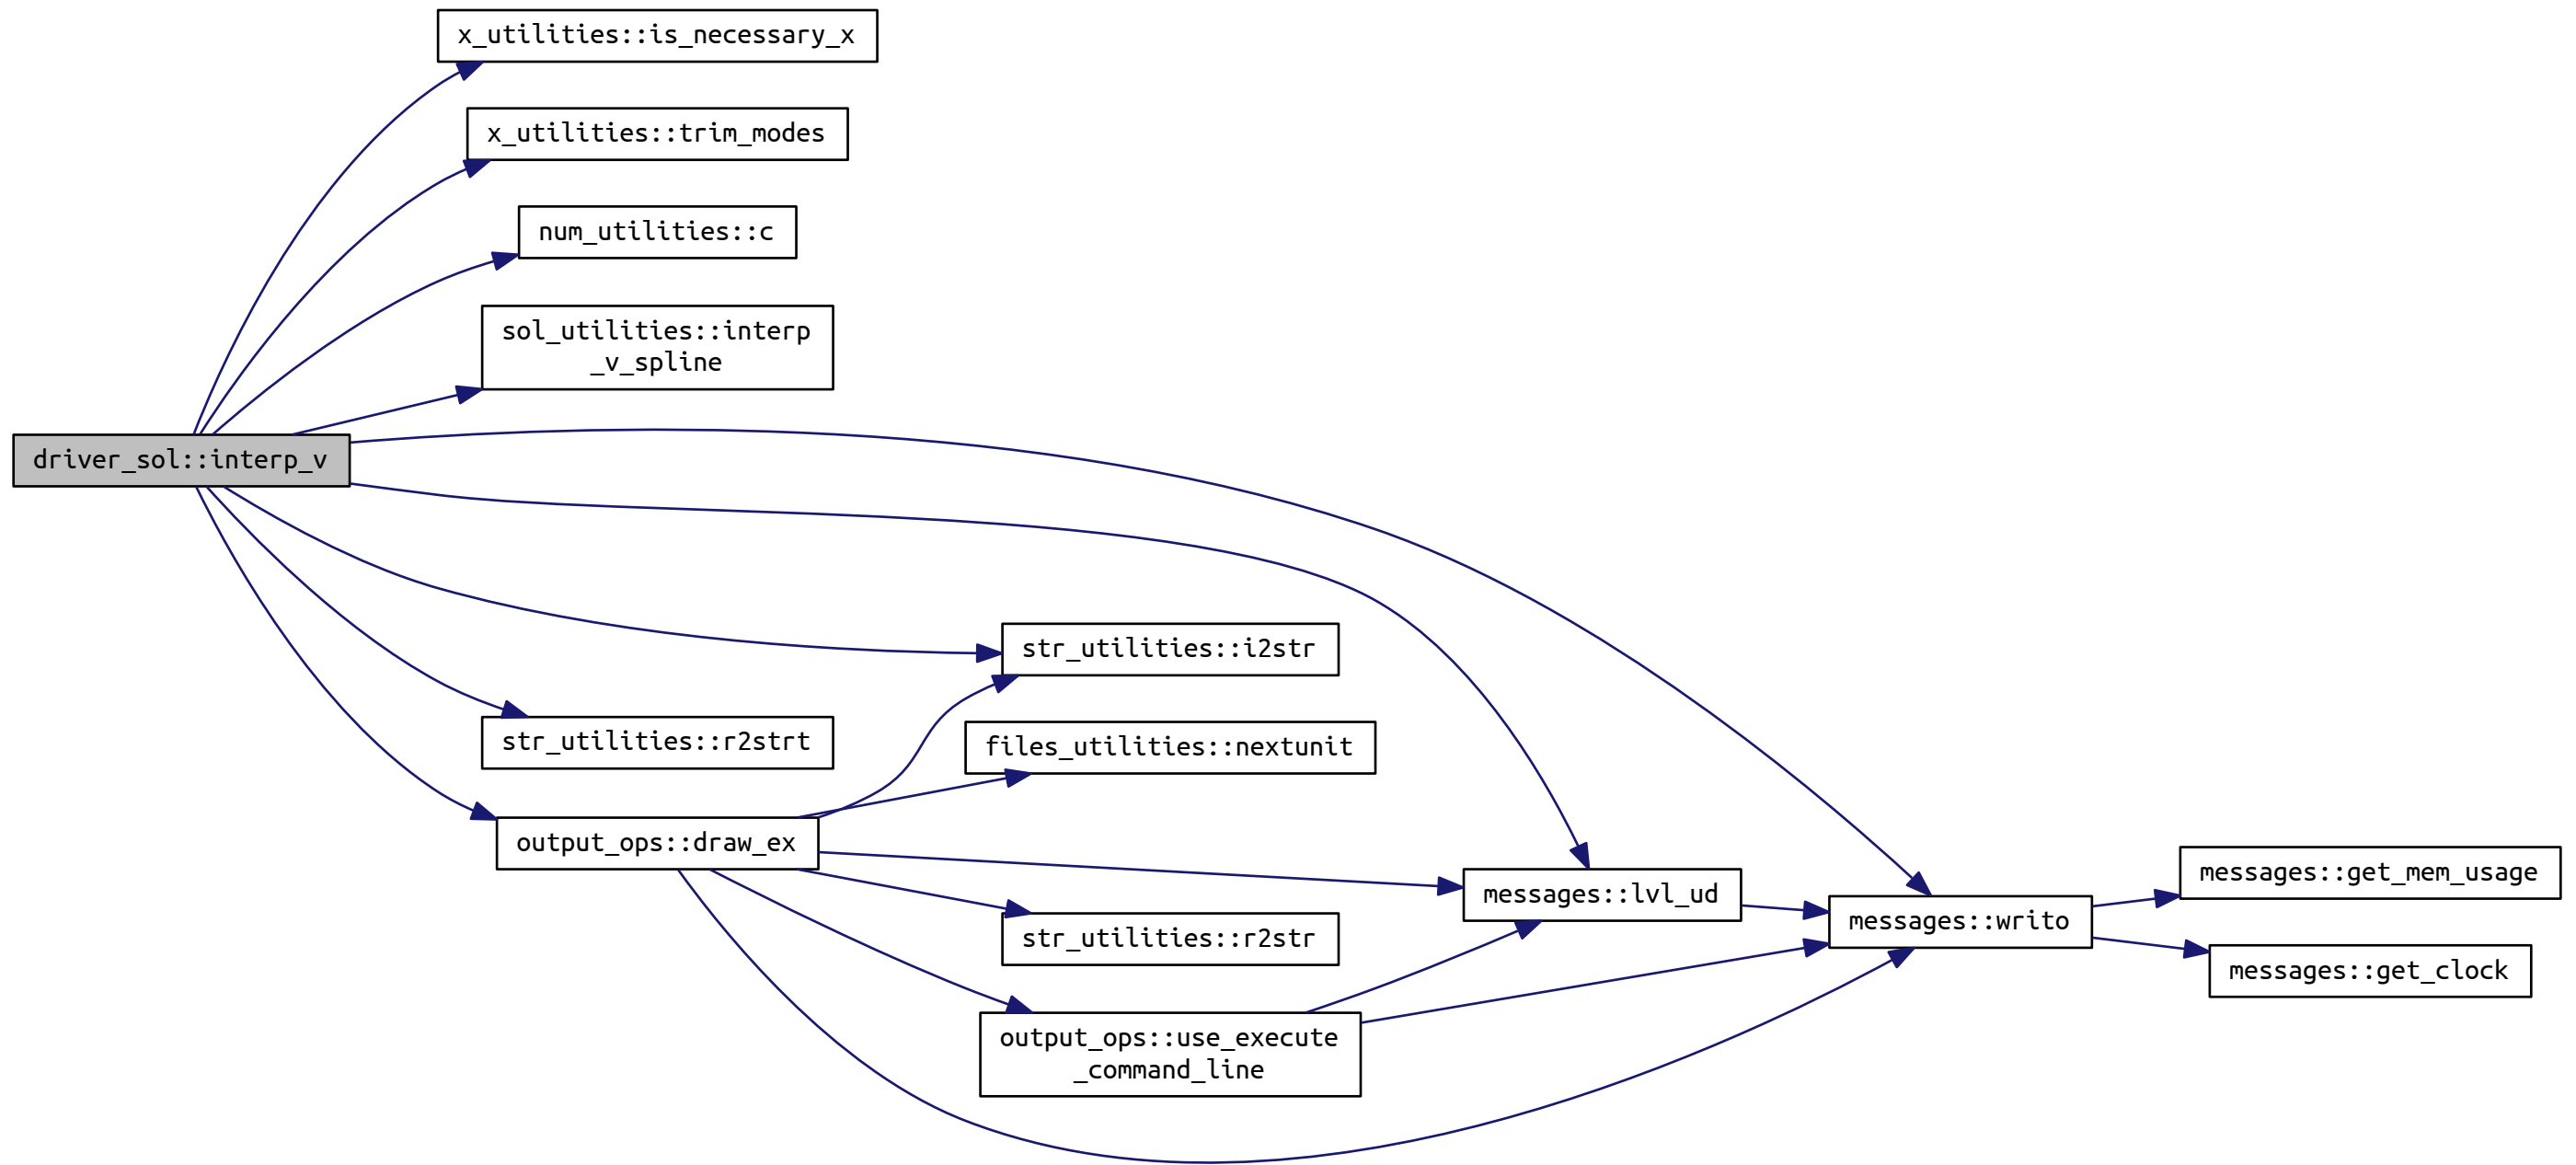 x_utilities::is_necessary_x
x_utilities::trim_modes
num_utilities::c
sol_utilities::interp
_v_spline
driver_sol::interp_v
str_utilities::i2str
str_utilities::r2strt
files_utilities::nextunit
output_ops::draw_ex
messages::lvl_ud
str_utilities::r2str
messages::writo
messages::get_mem_usage
messages::get_clock
output_ops::use_execute
_command_line